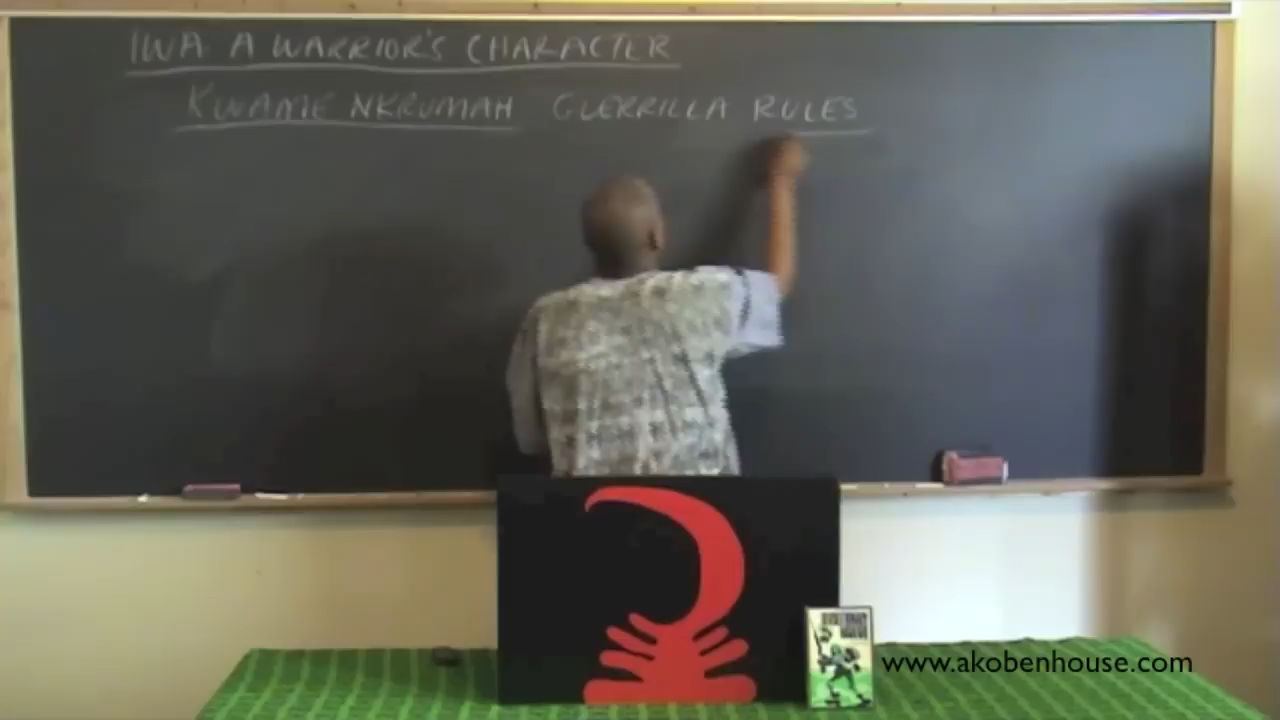 IWA A WARRIOR'S CHARACTER
KWAME NKRUMAH GUERRILLA RULES
www.akobenhouse.com